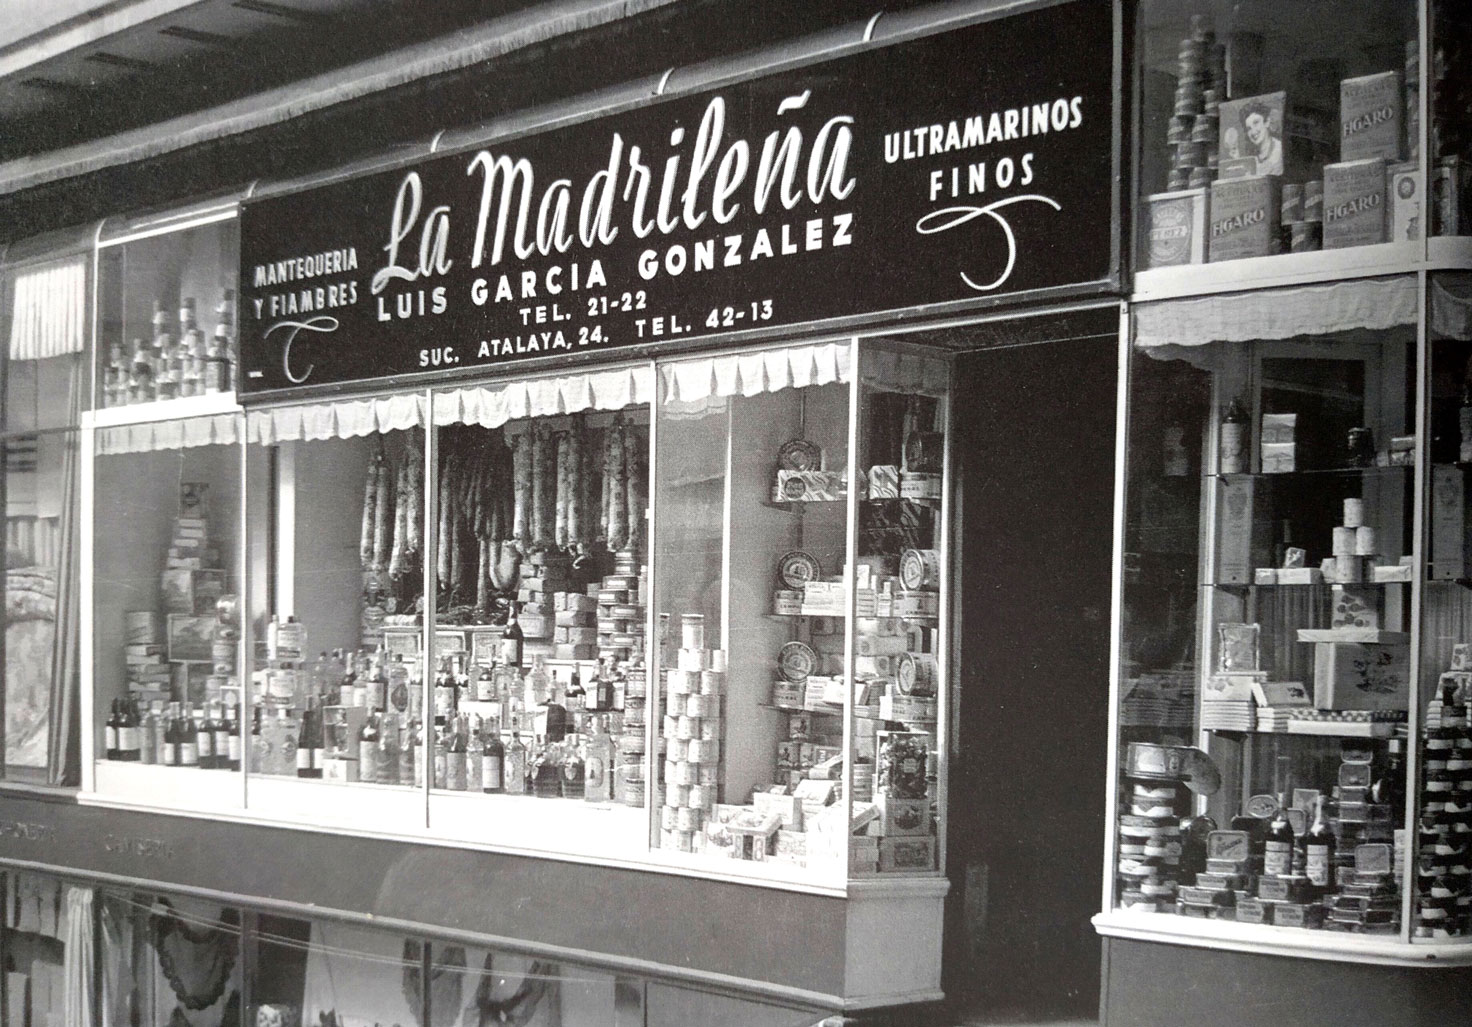 MANTEQUERIA
Y FIAMBRES
La Madrileña
LUIS GARCIA GONZALEZ
TEL. 21-22
SUC. ATALAYA, 24. TEL. 42-13
ULTRAMARINOS
FINOS
FIGARO
FIGARO
FIGARO